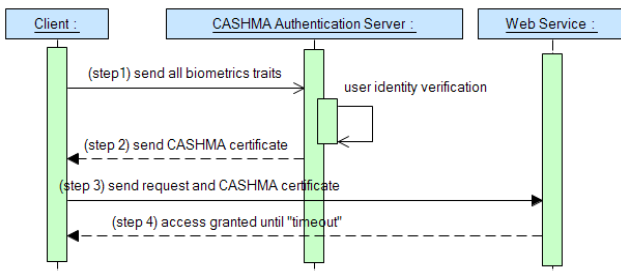 Client :
CASHMA Authentication Server :
Web Service :
(step1) send all biometrics traits
user identity verification
(step 2) send CASHMA certificate
(step 3) send request and CASHMA certificate
(step 4) access granted until "timeout"